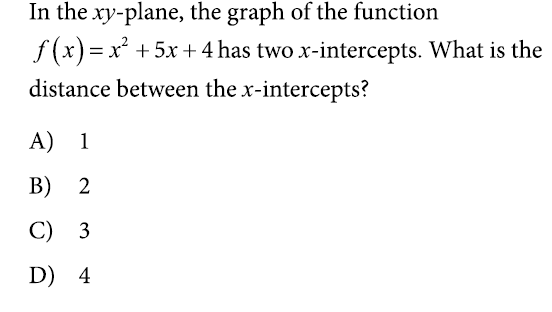 In the xy-plane, the graph of the function
f(x) = x² + 5x + 4 has two x-intercepts. What is the
distance between the x-intercepts?
A) 1
B) 2
C) 3
D) 4